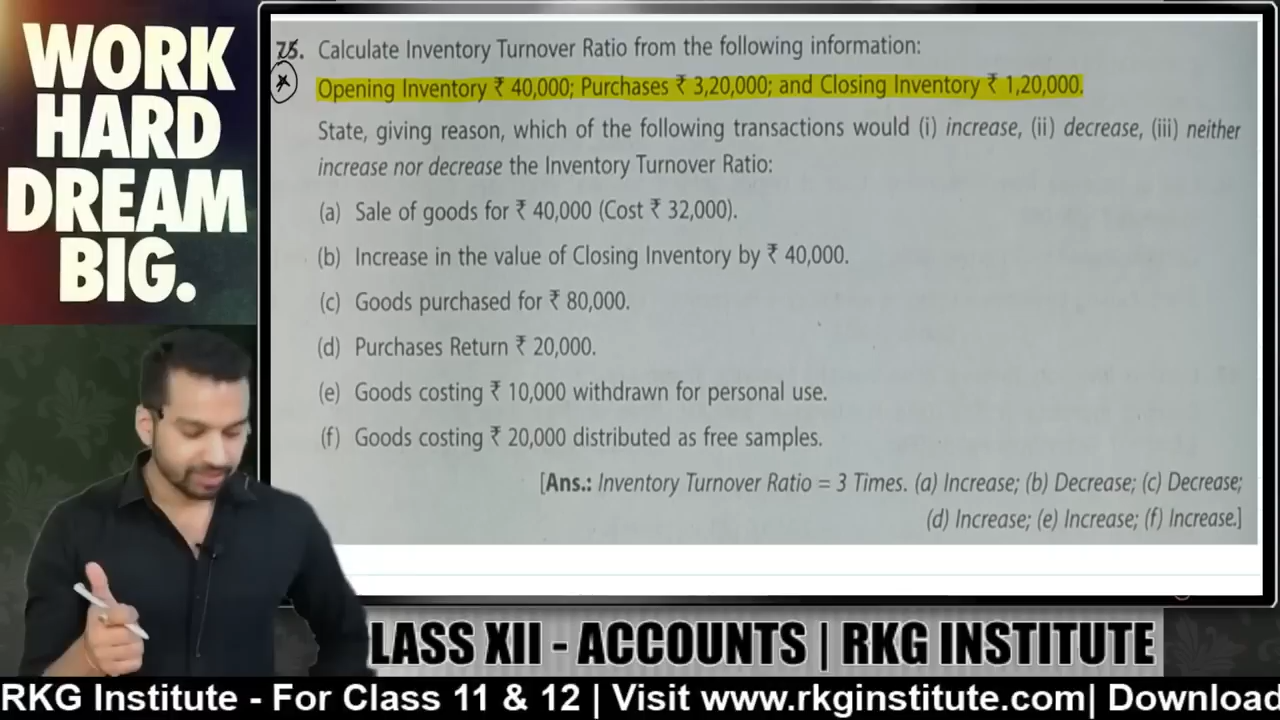 WORK
HARD
DREAM
BIG.
75. Calculate Inventory Turnover Ratio from the following information:
Opening Inventory ₹ 40,000; Purchases ₹ 3,20,000; and Closing Inventory ₹ 1,20,000.
State, giving reason, which of the following transactions would (i) increase, (ii) decrease, (iii) neither
increase nor decrease the Inventory Turnover Ratio:
(a) Sale of goods for ₹ 40,000 (Cost ₹ 32,000).
(b) Increase in the value of Closing Inventory by ₹ 40,000.
(c) Goods purchased for ₹ 80,000.
(d) Purchases Return ₹ 20,000.
(e) Goods costing ₹ 10,000 withdrawn for personal use.
(f) Goods costing ₹ 20,000 distributed as free samples.
[Ans.: Inventory Turnover Ratio = 3 Times. (a) Increase; (b) Decrease; (c) Decrease;
(d) Increase; (e) Increase; (f) Increase.]
LASS XII - ACCOUNTS | RKG INSTITUTE
RKG Institute - For Class 11 & 12 | Visit www.rkginstitute.com| Download